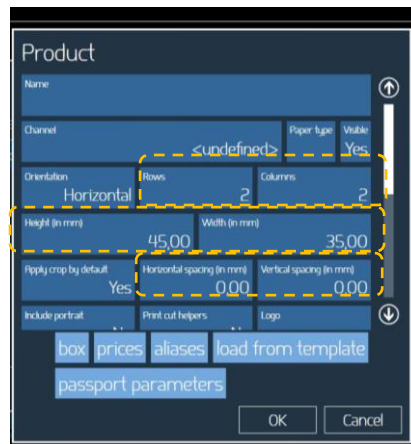 Product
Name
Channel
<undefined>
Paper type
Visible
Yes
Orientation
Horizontal
Rows
2
Columns
2
Height (in mm)
45,00
Width (in mm)
35,00
Apply crop by default
Yes
Horizontal spacing (in mm)
0,00
Vertical spacing (in mm)
0,00
Include portrait
Print cut helpers
Logo
box prices aliases load from template
passport parameters
OK Cancel